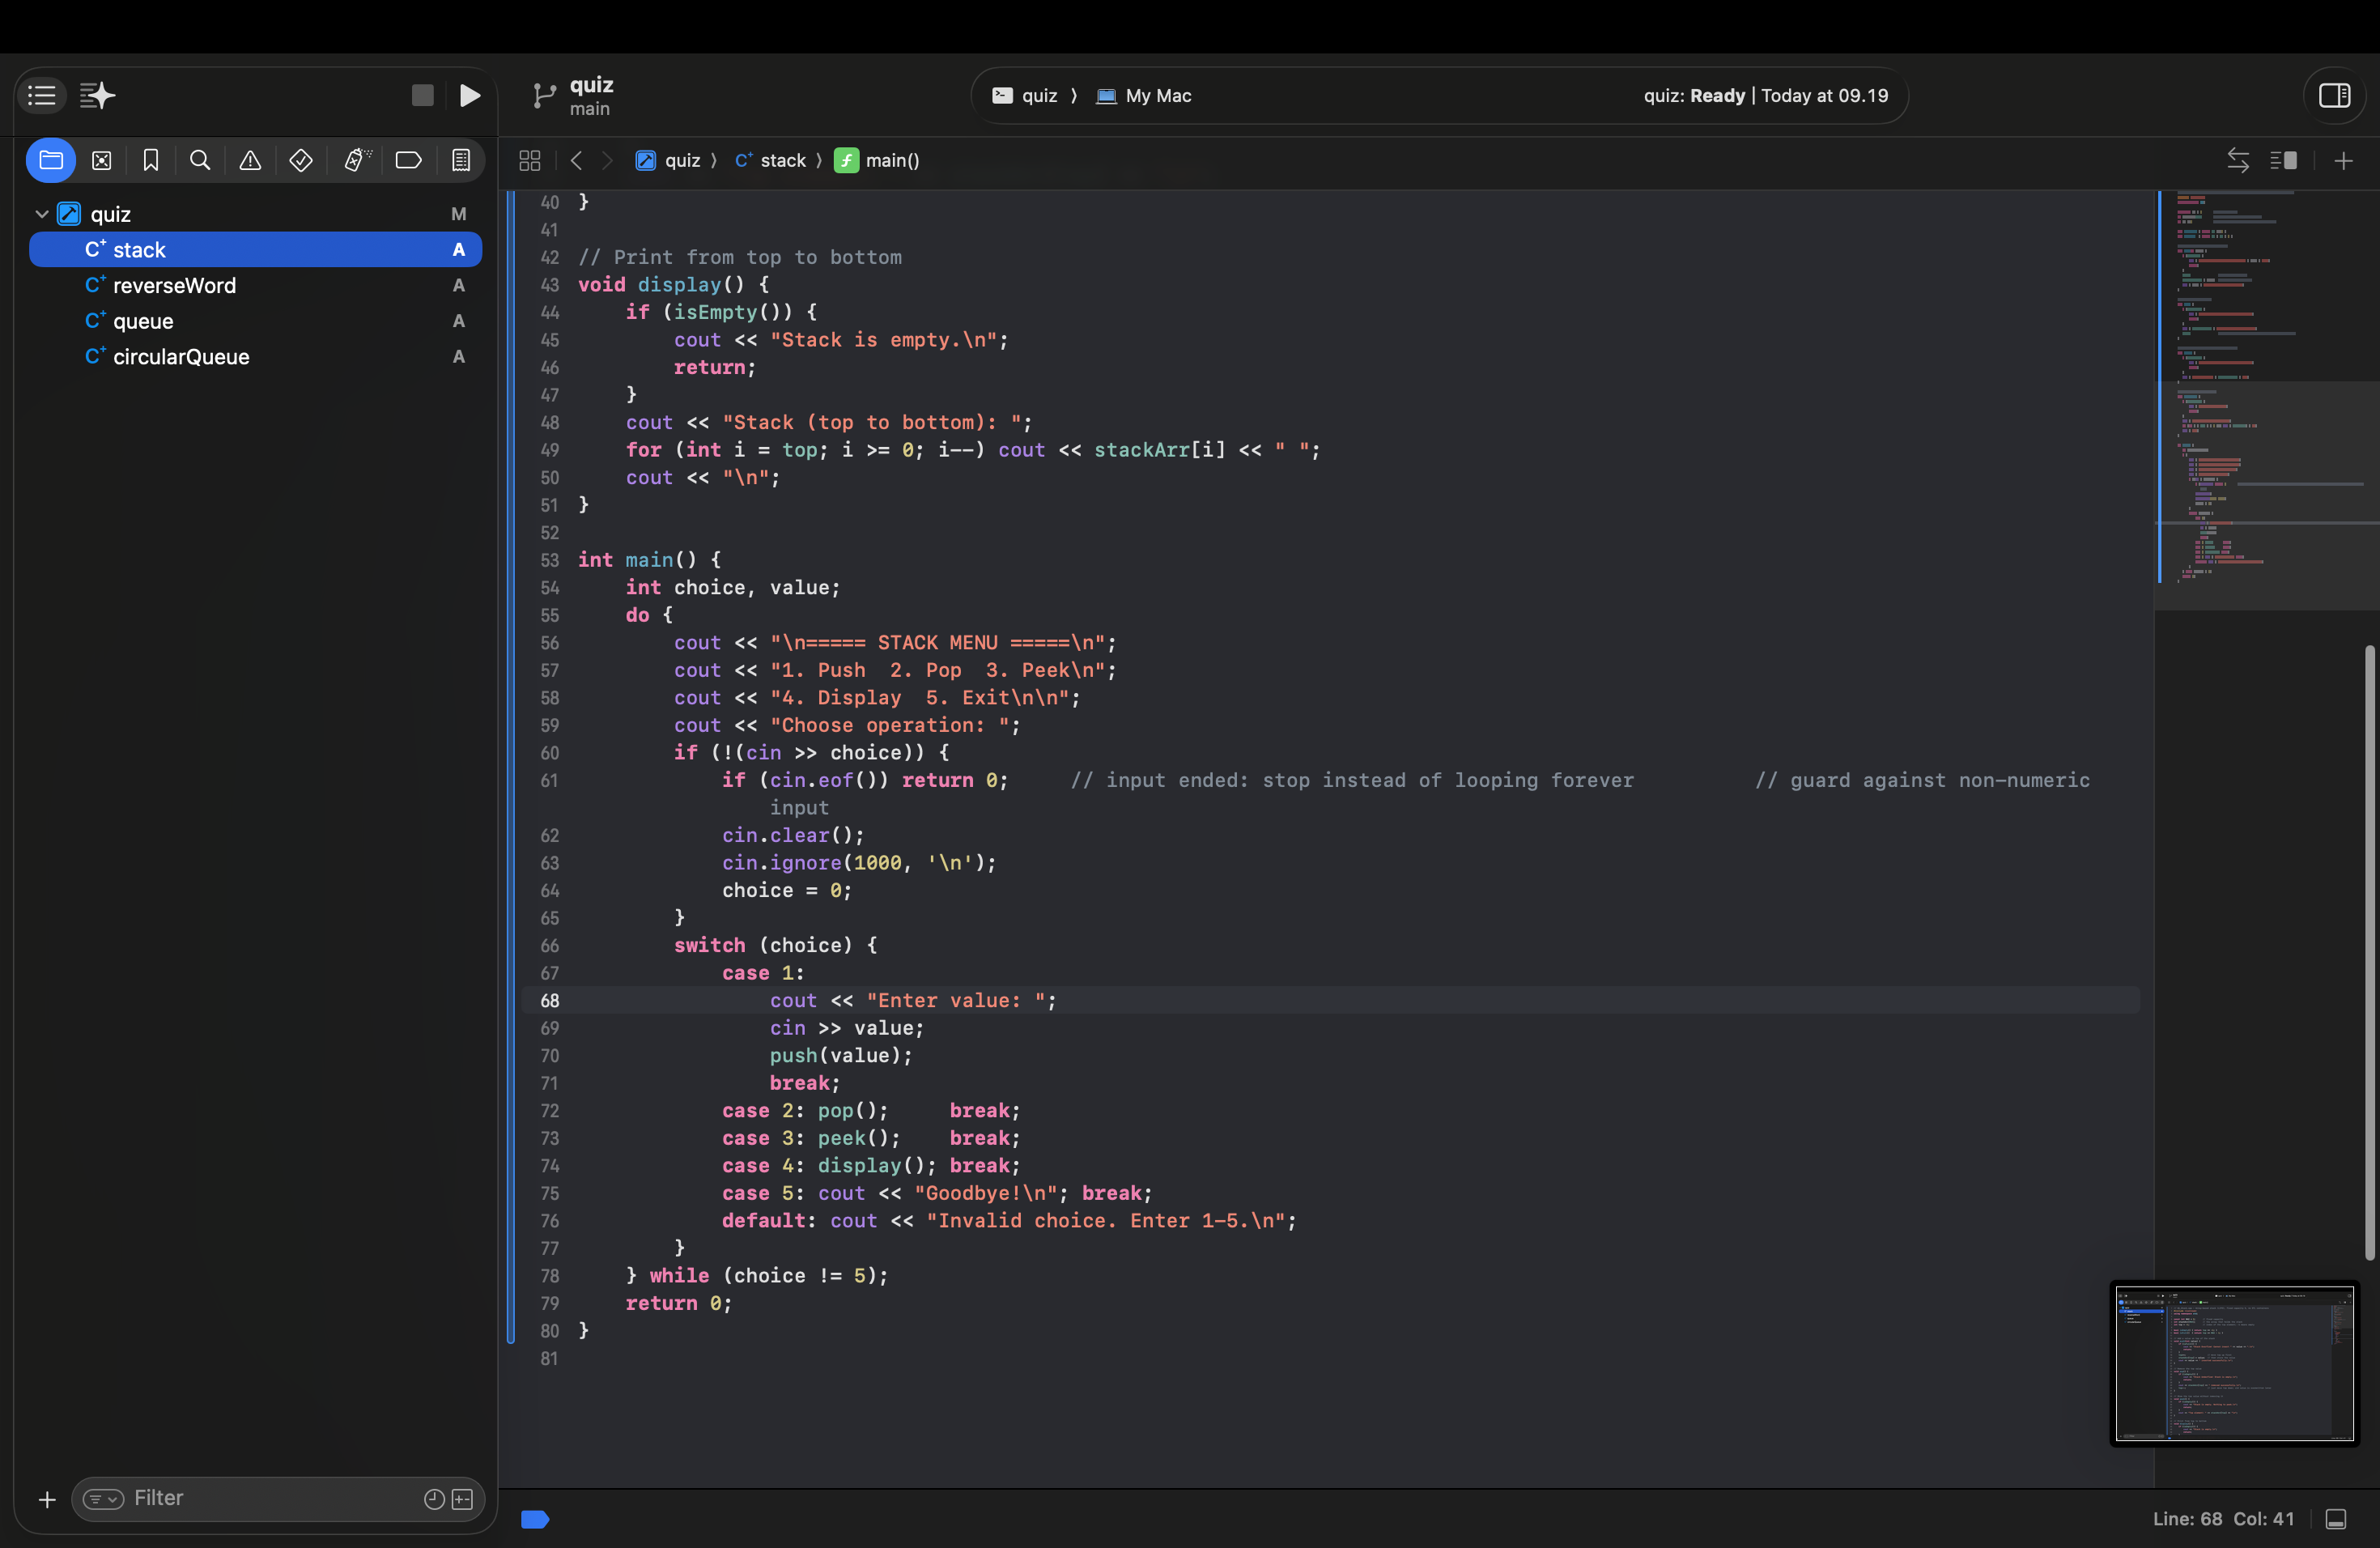 quiz
main
quiz 〉 My Mac
quiz: Ready | Today at 09.19
quiz 〉 C+ stack 〉 f main()
quiz M
C+ stack A
C+ reverseWord A
C+ queue A
C+ circularQueue A
40 }
41
42 // Print from top to bottom
43 void display() {
44     if (isEmpty()) {
45         cout << "Stack is empty.\n";
46         return;
47     }
48     cout << "Stack (top to bottom): ";
49     for (int i = top; i >= 0; i--) cout << stackArr[i] << " ";
50     cout << "\n";
51 }
52
53 int main() {
54     int choice, value;
55     do {
56         cout << "\n===== STACK MENU =====\n";
57         cout << "1. Push  2. Pop  3. Peek\n";
58         cout << "4. Display  5. Exit\n\n";
59         cout << "Choose operation: ";
60         if (!(cin >> choice)) {
61             if (cin.eof()) return 0;     // input ended: stop instead of looping forever          // guard against non-numeric
                input
62             cin.clear();
63             cin.ignore(1000, '\n');
64             choice = 0;
65         }
66         switch (choice) {
67             case 1:
68                 cout << "Enter value: ";
69                 cin >> value;
70                 push(value);
71                 break;
72             case 2: pop();     break;
73             case 3: peek();    break;
74             case 4: display(); break;
75             case 5: cout << "Goodbye!\n"; break;
76             default: cout << "Invalid choice. Enter 1-5.\n";
77         }
78     } while (choice != 5);
79     return 0;
80 }
81
Filter
Line: 68 Col: 41